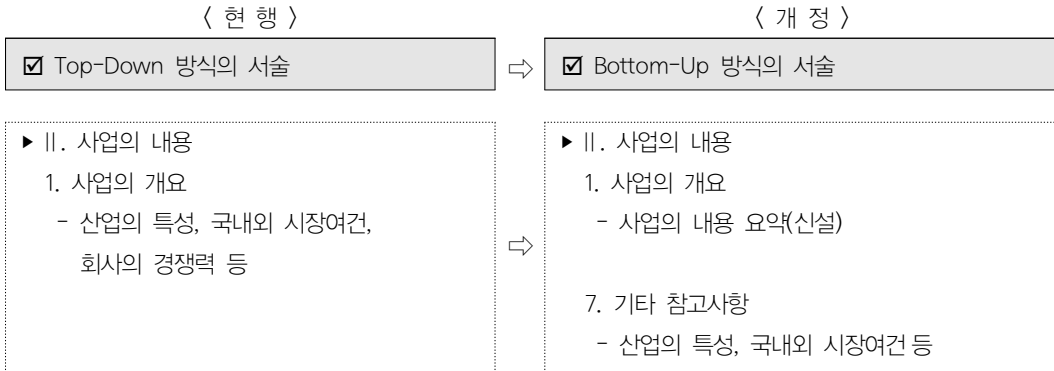 〈 현 행 〉
☑ Top-Down 방식의 서술
▶ Ⅱ. 사업의 내용
1. 사업의 개요
- 산업의 특성, 국내외 시장여건,
회사의 경쟁력 등
⇨
⇨
〈 개 정 〉
☑ Bottom-Up 방식의 서술
▶ Ⅱ. 사업의 내용
1. 사업의 개요
- 사업의 내용 요약(신설)
7. 기타 참고사항
- 산업의 특성, 국내외 시장여건 등